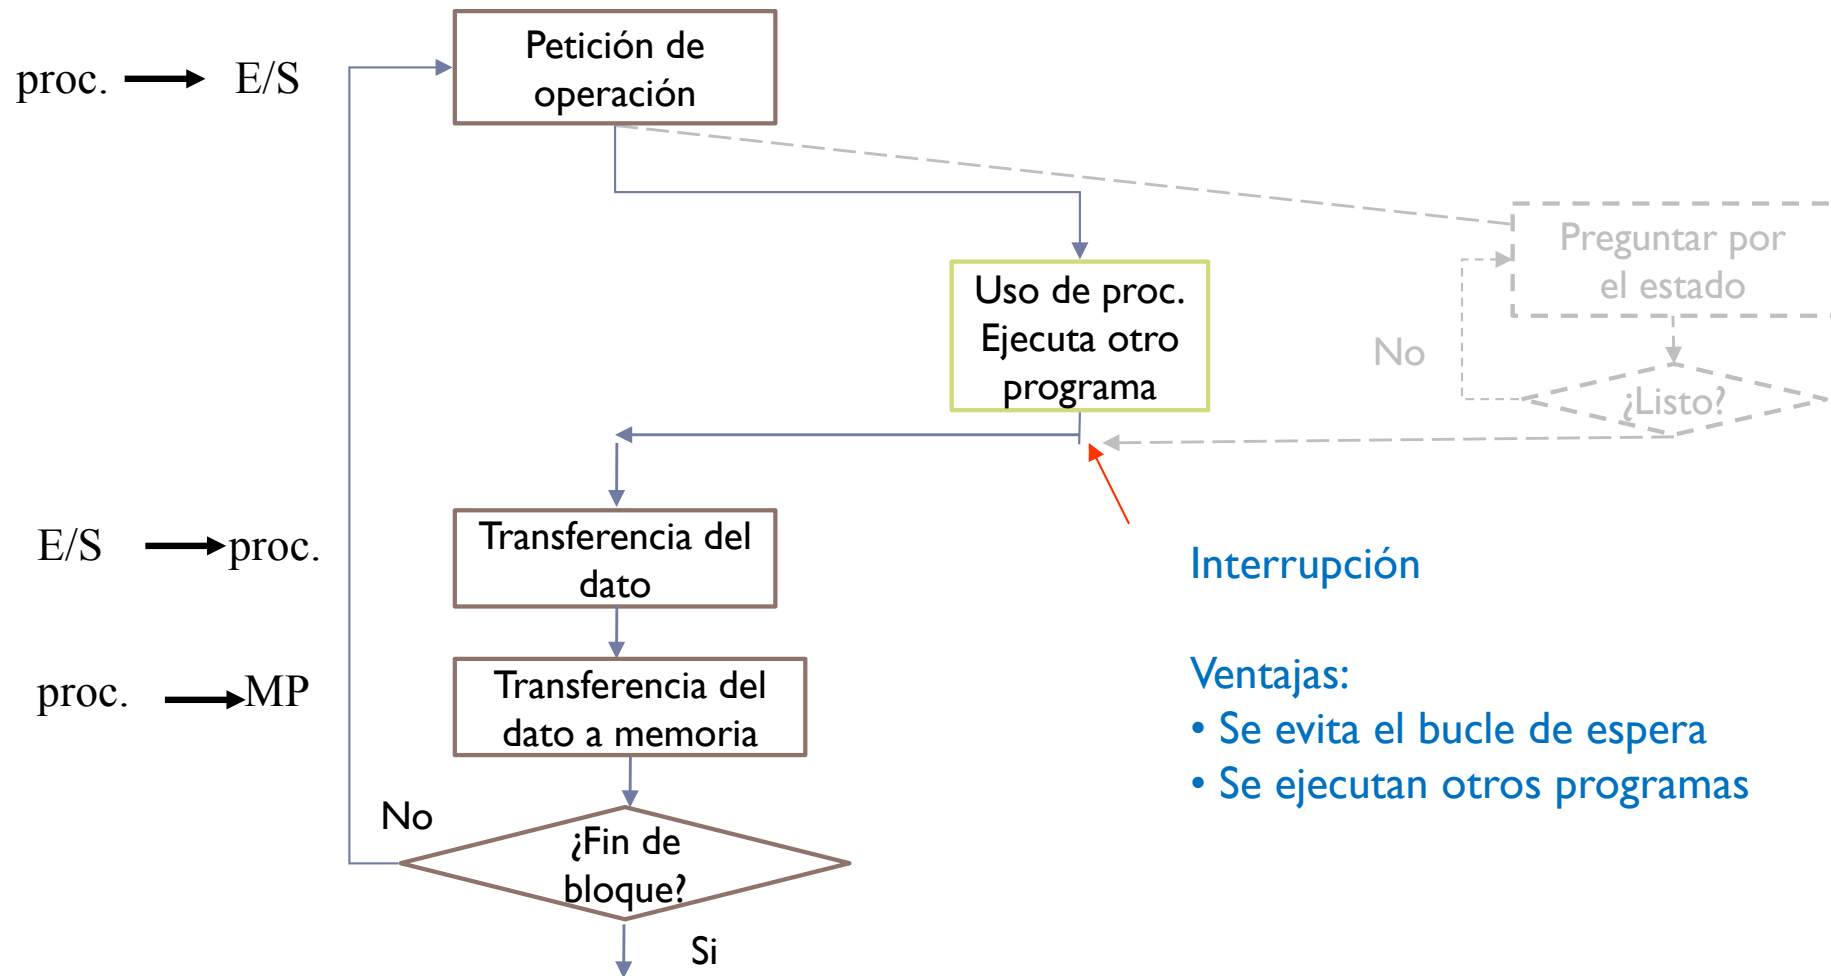 proc. E/S
Petición de
operación
Preguntar por
el estado
No
¿Listo?
Uso de proc.
Ejecuta otro
programa
E/S proc.
Transferencia del
dato
Interrupción
proc. MP
Transferencia del
dato a memoria
Ventajas:
• Se evita el bucle de espera
• Se ejecutan otros programas
No
¿Fin de
bloque?
Si